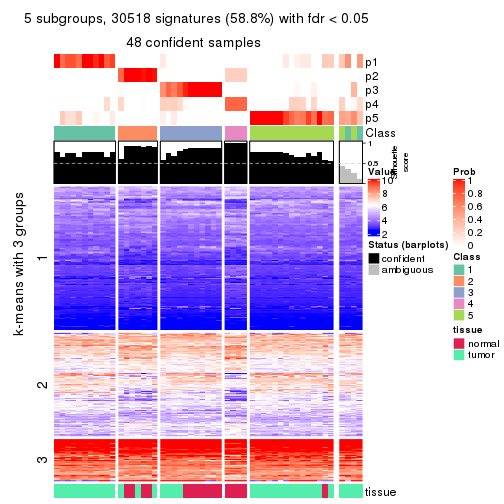 5 subgroups, 30518 signatures (58.8%) with fdr < 0.05
48 confident samples
p1
p2
p3
p4
p5
Class
1
0.5
0
Silhouette
score
k-means with 3 groups
1
2
3
tissue
Value
10
8
6
4
2
Status (barplots)
confident
ambiguous
Prob
1
0.8
0.6
0.4
0.2
0
Class
1
2
3
4
5
tissue
normal
tumor